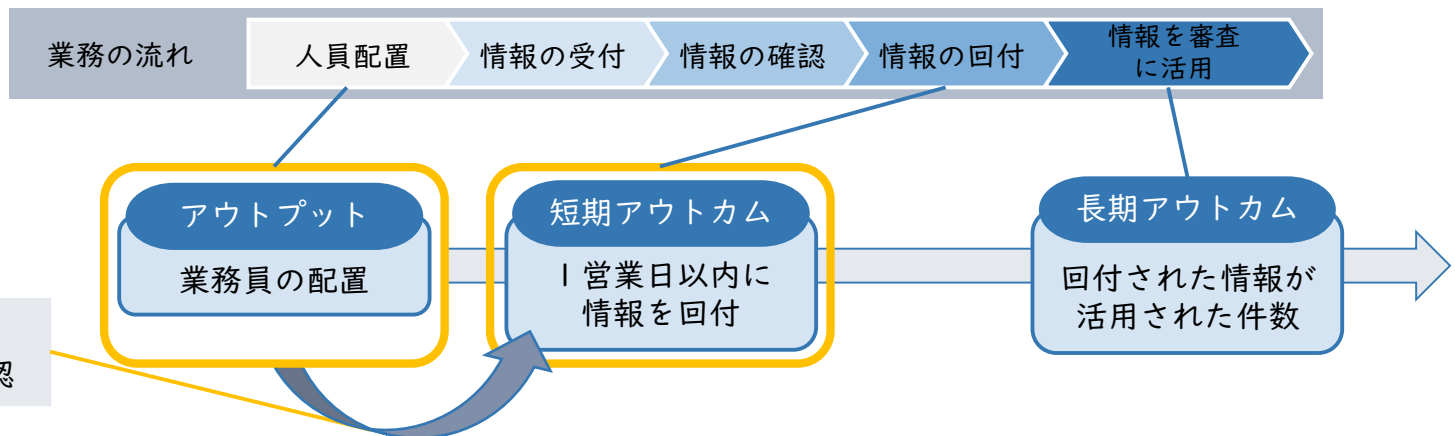 業務の流れ
人員配置
情報の受付
情報の確認
情報の回付
情報を審査
に活用
アウトプット
業務員の配置
短期アウトカム
1営業日以内に
情報を回付
長期アウトカム
回付された情報が
活用された件数
認